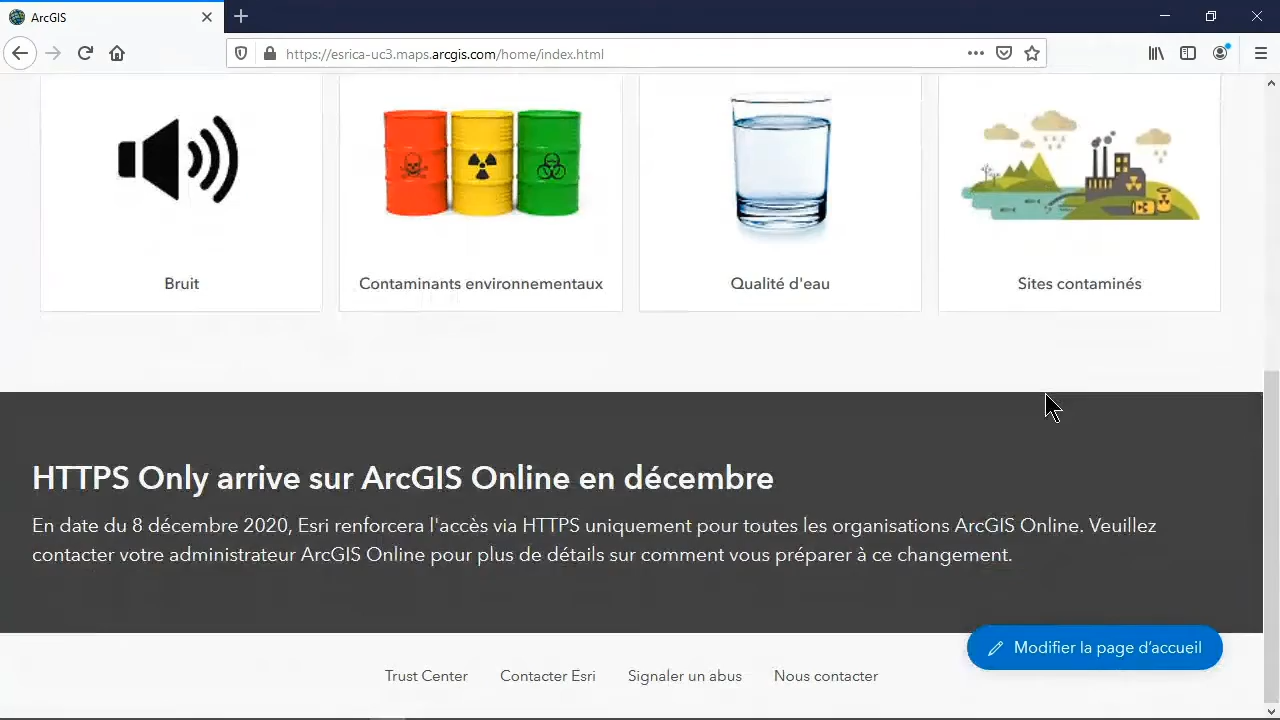 ArcGIS
https://esrica-uc3.maps.arcgis.com/home/index.html
Bruit
Contaminants environnementaux
Qualité d'eau
Sites contaminés
HTTPS Only arrive sur ArcGIS Online en décembre
En date du 8 décembre 2020, Esri renforcera l'accès via HTTPS uniquement pour toutes les organisations ArcGIS Online. Veuillez
contacter votre administrateur ArcGIS Online pour plus de détails sur comment vous préparer à ce changement.
Modifier la page d’accueil
Trust Center
Contacter Esri
Signaler un abus
Nous contacter